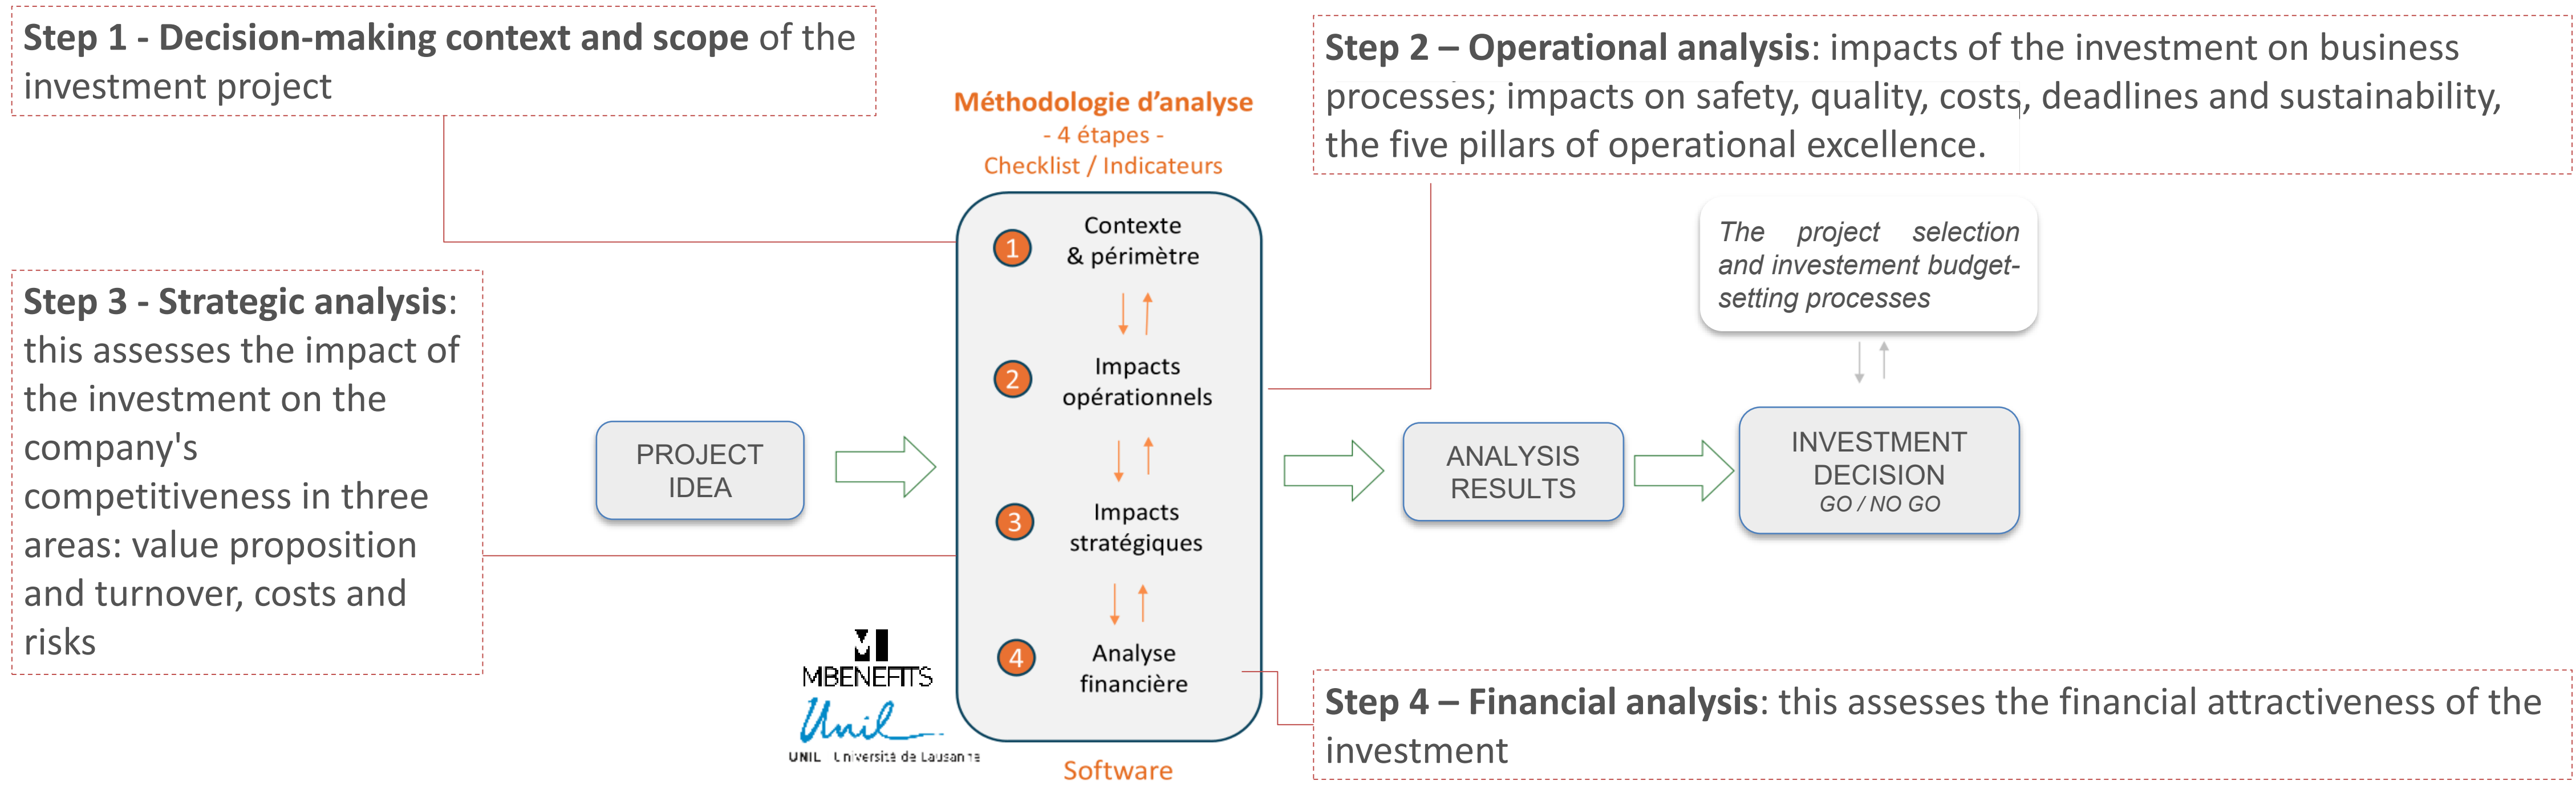 Step 1 - Decision-making context and scope of the
investment project
Step 2 – Operational analysis: impacts of the investment on business
processes; impacts on safety, quality, costs, deadlines and sustainability,
the five pillars of operational excellence.
Méthodologie d'analyse
- 4 étapes -
Checklist / Indicateurs
1
Contexte
& périmètre
2
Impacts
opérationnels
3
Impacts
stratégiques
4
Analyse
financière
Software
Step 3 - Strategic analysis:
this assesses the impact of
the investment on the
company's
competitiveness in three
areas: value proposition
and turnover, costs and
risks
PROJECT
IDEA
ANALYSIS
RESULTS
The project selection
and investement budget-
setting processes
INVESTMENT
DECISION
GO / NO GO
MBENEFITS
Unil
UNIL Université de Lausanne
Step 4 – Financial analysis: this assesses the financial attractiveness of the
investment